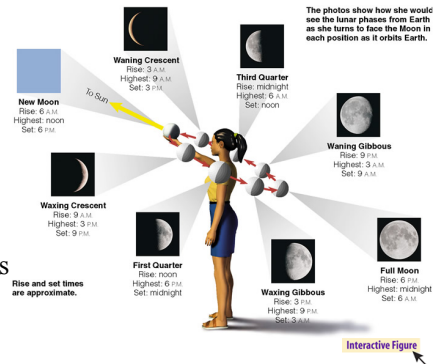 The photos show how she would
see the lunar phases from Earth
as she turns to face the Moon in
each position as it orbits Earth.
Waning Crescent
Rise: 3 A.M.
Highest: 9 A.M.
Set: 3 P.M.
Third Quarter
Rise: midnight
Highest: 6 A.M.
Set: noon
New Moon
Rise: 6 A.M.
Highest: noon
Set: 6 P.M.
To Sun
Waning Gibbous
Rise: 9 P.M.
Highest: 3 A.M.
Set: 9 A.M.
Waxing Crescent
Rise: 9 A.M.
Highest: 3 P.M.
Set: 9 P.M.
First Quarter
Rise: noon
Highest: 6 P.M.
Set: midnight
Waxing Gibbous
Rise: 3 P.M.
Highest: 9 P.M.
Set: 3 A.M.
Full Moon
Rise: 6 P.M.
Highest: midnight
Set: 6 A.M.
s
Rise and set times
are approximate.
Interactive Figure